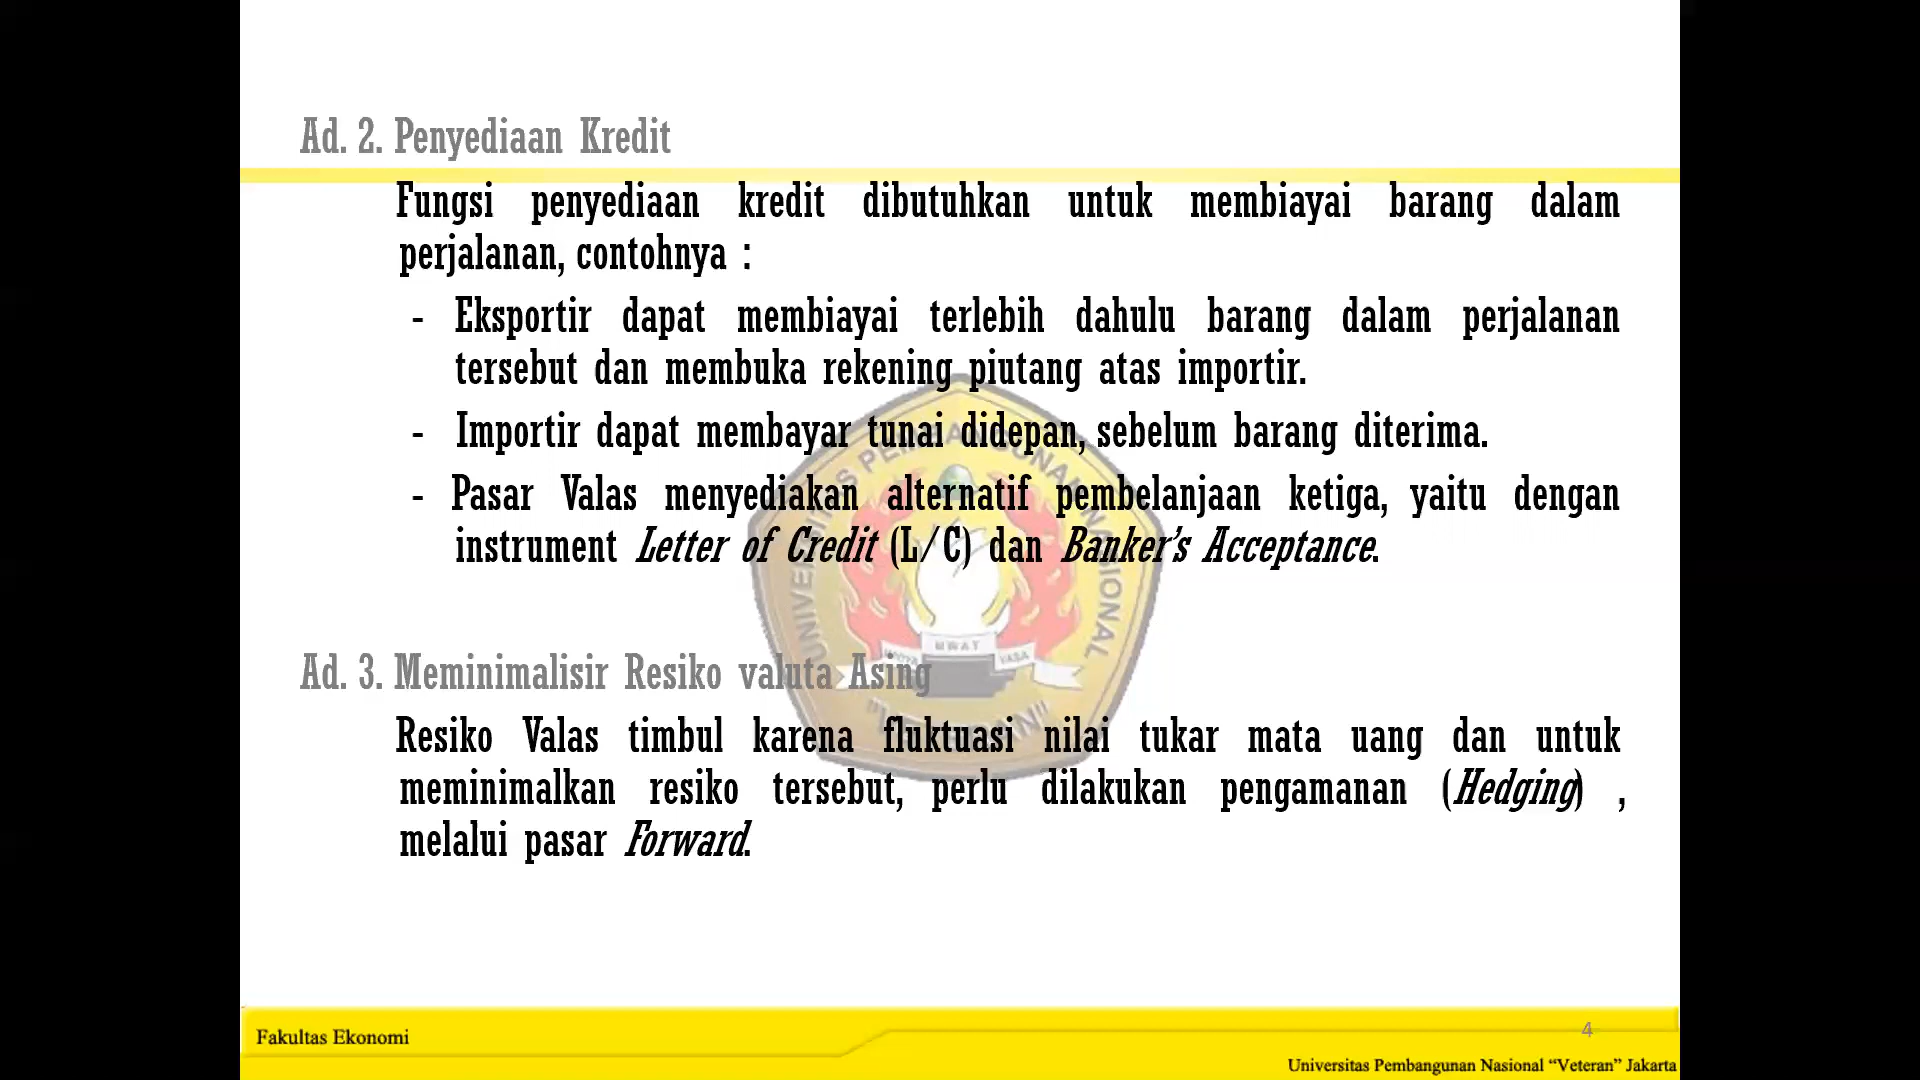 Ad. 2. Penyediaan Kredit
Fungsi penyediaan kredit dibutuhkan untuk membiayai barang dalam
perjalanan, contohnya :
- Eksportir dapat membiayai terlebih dahulu barang dalam perjalanan
tersebut dan membuka rekening piutang atas importir.
- Importir dapat membayar tunai didepan, sebelum barang diterima.
- Pasar Valas menyediakan alternatif pembelanjaan ketiga, yaitu dengan
instrument Letter of Credit (L/C) dan Banker’s Acceptance.
UNIVERSITAS PEMBANGUNAN NASIONAL
Ad. 3. Meminimalisir Resiko valuta Asing
Resiko Valas timbul karena fluktuasi nilai tukar mata uang dan untuk
meminimalkan resiko tersebut, perlu dilakukan pengamanan (Hedging) ,
melalui pasar Forward.
Fakultas Ekonomi
4
Universitas Pembangunan Nasional “Veteran” Jakarta